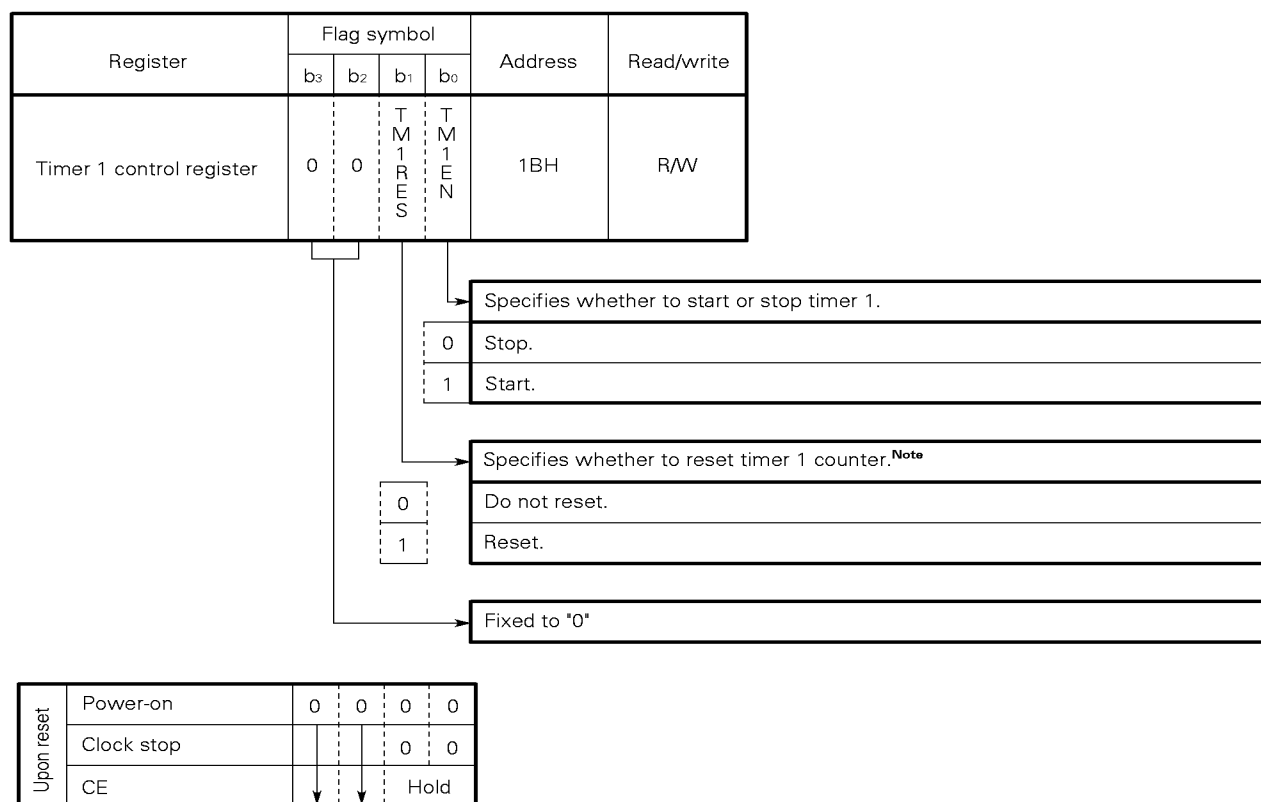 Register Flag symbol Address Read/write
b3 b2 b1 b0
Timer 1 control register 0 0 TM1RES TM1EN 1BH R/W
Specifies whether to start or stop timer 1.
0 Stop.
1 Start.
Specifies whether to reset timer 1 counter.Note
0 Do not reset.
1 Reset.
Fixed to "0"
Upon reset
Power-on 0 0 0 0
Clock stop 0 0
CE Hold